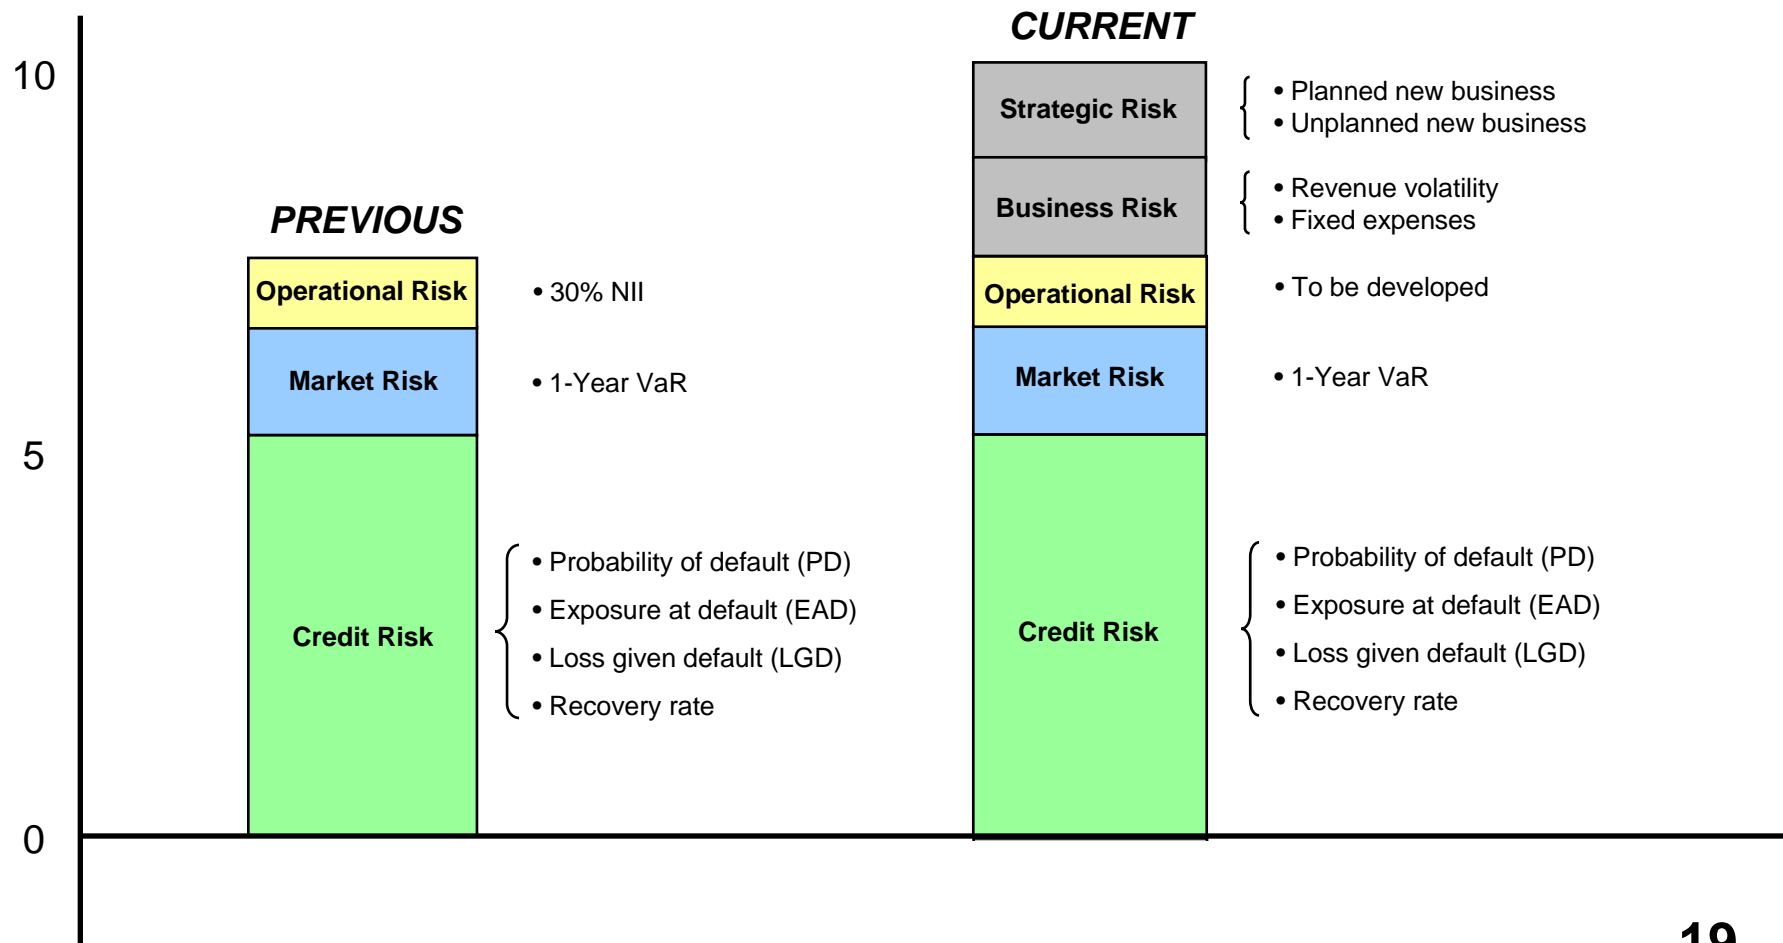 CURRENT
10
Strategic Risk
• Planned new business
• Unplanned new business
PREVIOUS
Business Risk
• Revenue volatility
• Fixed expenses
Operational Risk
• 30% NII
Operational Risk
• To be developed
Market Risk
• 1-Year VaR
Market Risk
• 1-Year VaR
5
Credit Risk
• Probability of default (PD)
• Exposure at default (EAD)
• Loss given default (LGD)
• Recovery rate
Credit Risk
• Probability of default (PD)
• Exposure at default (EAD)
• Loss given default (LGD)
• Recovery rate
0
19